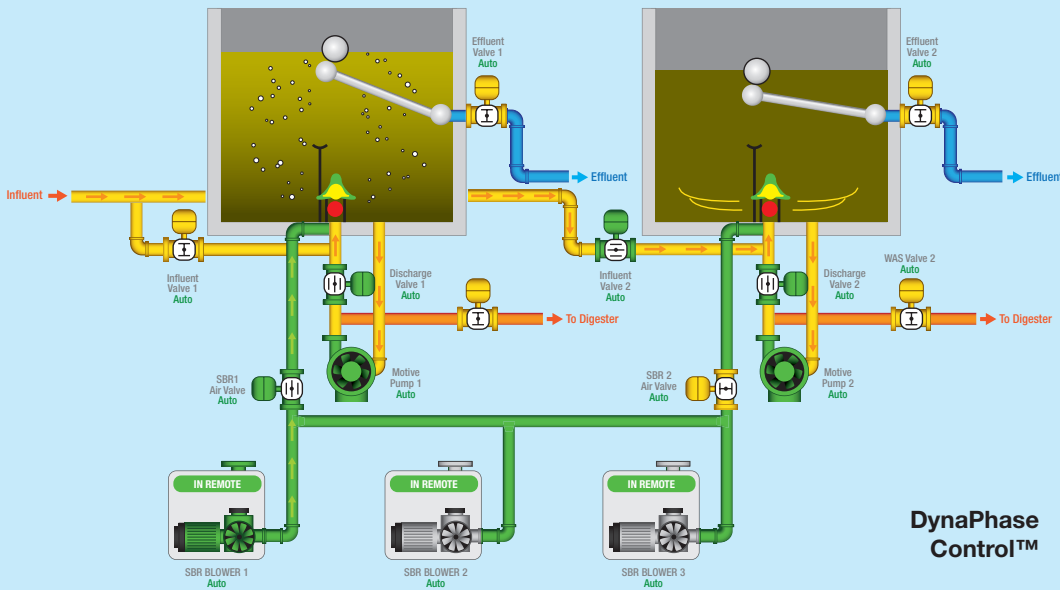 Effluent
Valve 1
Auto
Effluent
Valve 2
Auto
Influent
Effluent
Effluent
Influent
Valve 1
Auto
Discharge
Valve 1
Auto
Influent
Valve 2
Auto
Discharge
Valve 2
Auto
WAS Valve 2
Auto
To Digester
To Digester
SBR1
Air Valve
Auto
Motive
Pump 1
Auto
SBR 2
Air Valve
Auto
Motive
Pump 2
Auto
IN REMOTE
IN REMOTE
IN REMOTE
SBR BLOWER 1
Auto
SBR BLOWER 2
Auto
SBR BLOWER 3
Auto
DynaPhase
Control™